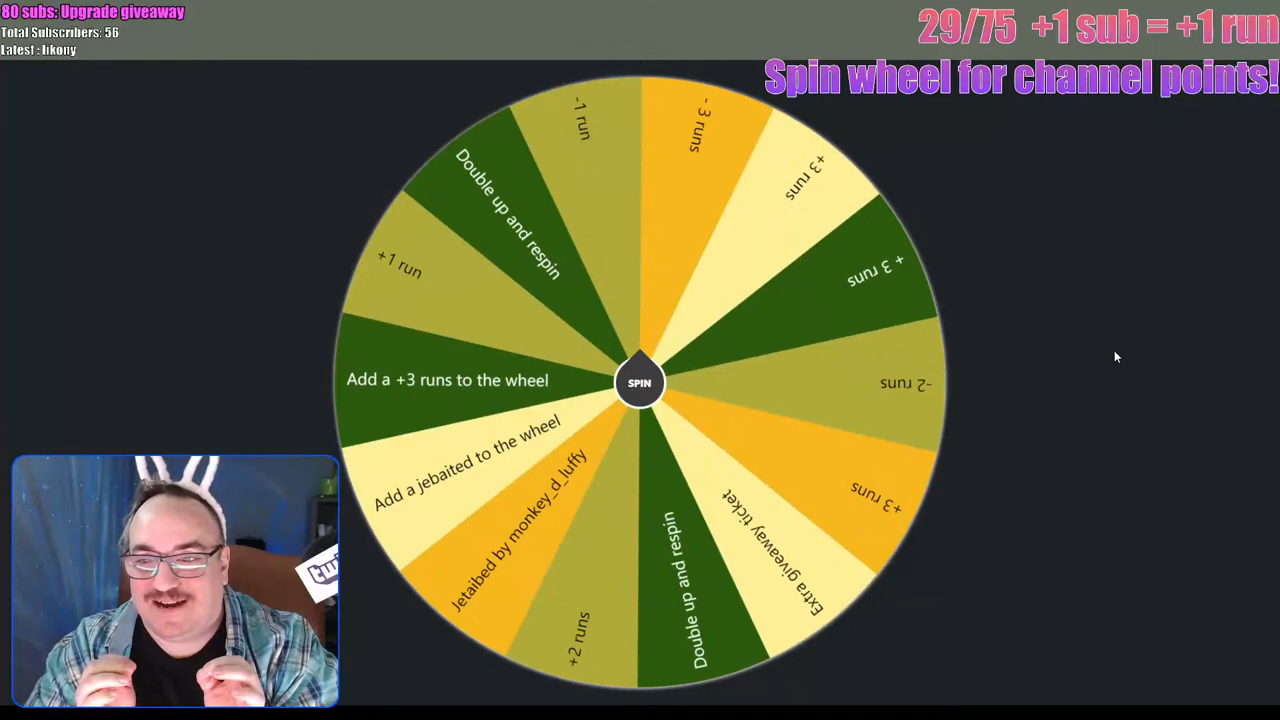 80 subs: Upgrade giveaway
Total Subscribers: 56
29/75 +1 sub = +1 run
Spin wheel for channel points!
-1 run
- 3 runs
+3 runs
+ 3 runs
-2 runs
+3 runs
Extra giveaway ticket
Double up and respin
+2 runs
Jetaibed by monkey_d_luffy
Add a jebaited to the wheel
Add a +3 runs to the wheel
+1 run
Double up and respin
SPIN
Latest :